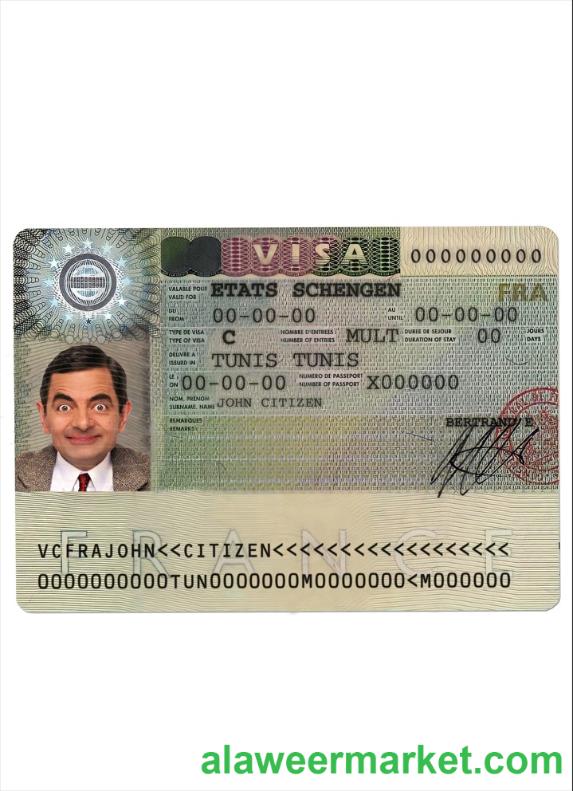 VISA 000000000
VALABLE POUR
VALID FOR ETATS SCHENGEN FRA
DU
FROM 00-00-00 AU
UNTIL 00-00-00
TYPE DE VISA
TYPE OF VISA C NOMBRE D'ENTREES
NUMBER OF ENTRIES MULT DUREE DE SEJOUR
DURATION OF STAY 00 JOURS
DAYS
DELIVRE A
ISSUED IN TUNIS TUNIS
LE
ON 00-00-00 NUMERO DE PASSEPORT
NUMBER OF PASSPORT X000000
NOM, PRENOM
SURNAME, NAME JOHN CITIZEN
REMARQUES
REMARKS
BERTRAND E
FRANCE
VCFRAJOHN<<CITIZEN<<<<<<<<<<<<<<<<<<
0000000000TUN0000000M0000000<M000000
alaweermarket.com